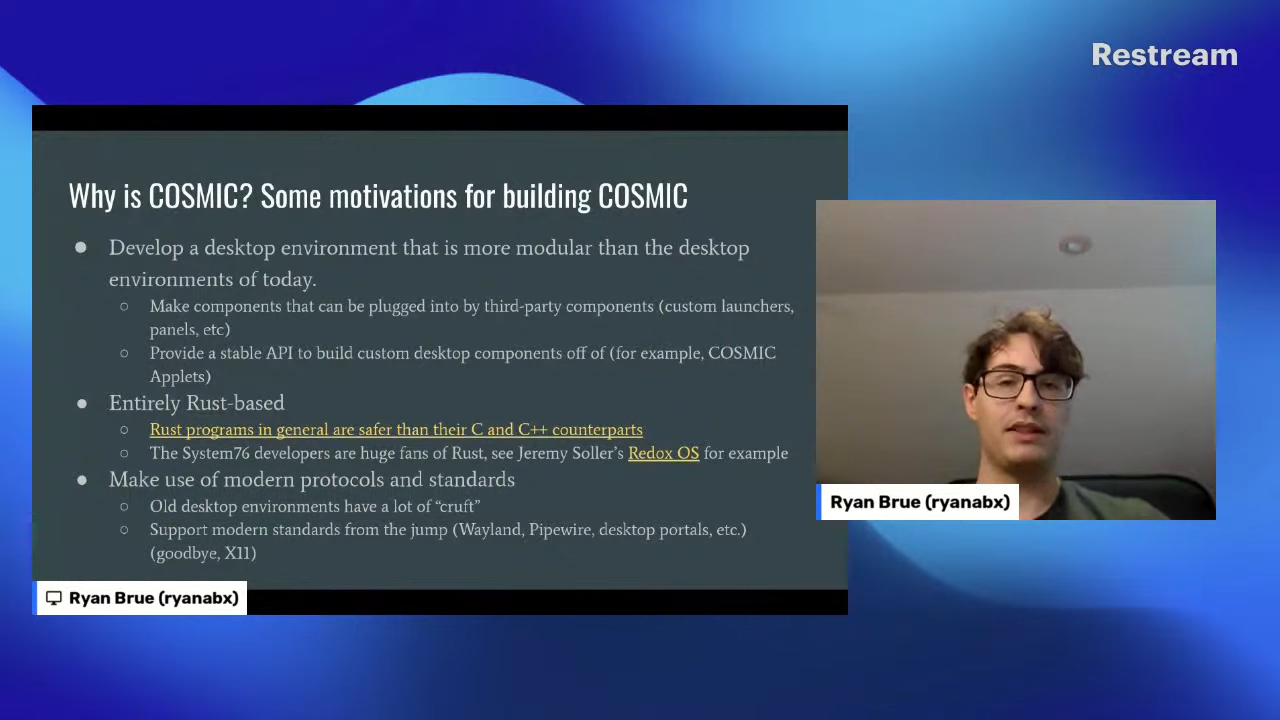 Restream
Why is COSMIC? Some motivations for building COSMIC
● Develop a desktop environment that is more modular than the desktop
environments of today.
○ Make components that can be plugged into by third-party components (custom launchers,
panels, etc)
○ Provide a stable API to build custom desktop components off of (for example, COSMIC
Applets)
● Entirely Rust-based
○ Rust programs in general are safer than their C and C++ counterparts
○ The System76 developers are huge fans of Rust, see Jeremy Soller’s Redox OS for example
● Make use of modern protocols and standards
○ Old desktop environments have a lot of “cruft”
○ Support modern standards from the jump (Wayland, Pipewire, desktop portals, etc.)
(goodbye, X11)
Ryan Brue (ryanabx)
Ryan Brue (ryanabx)